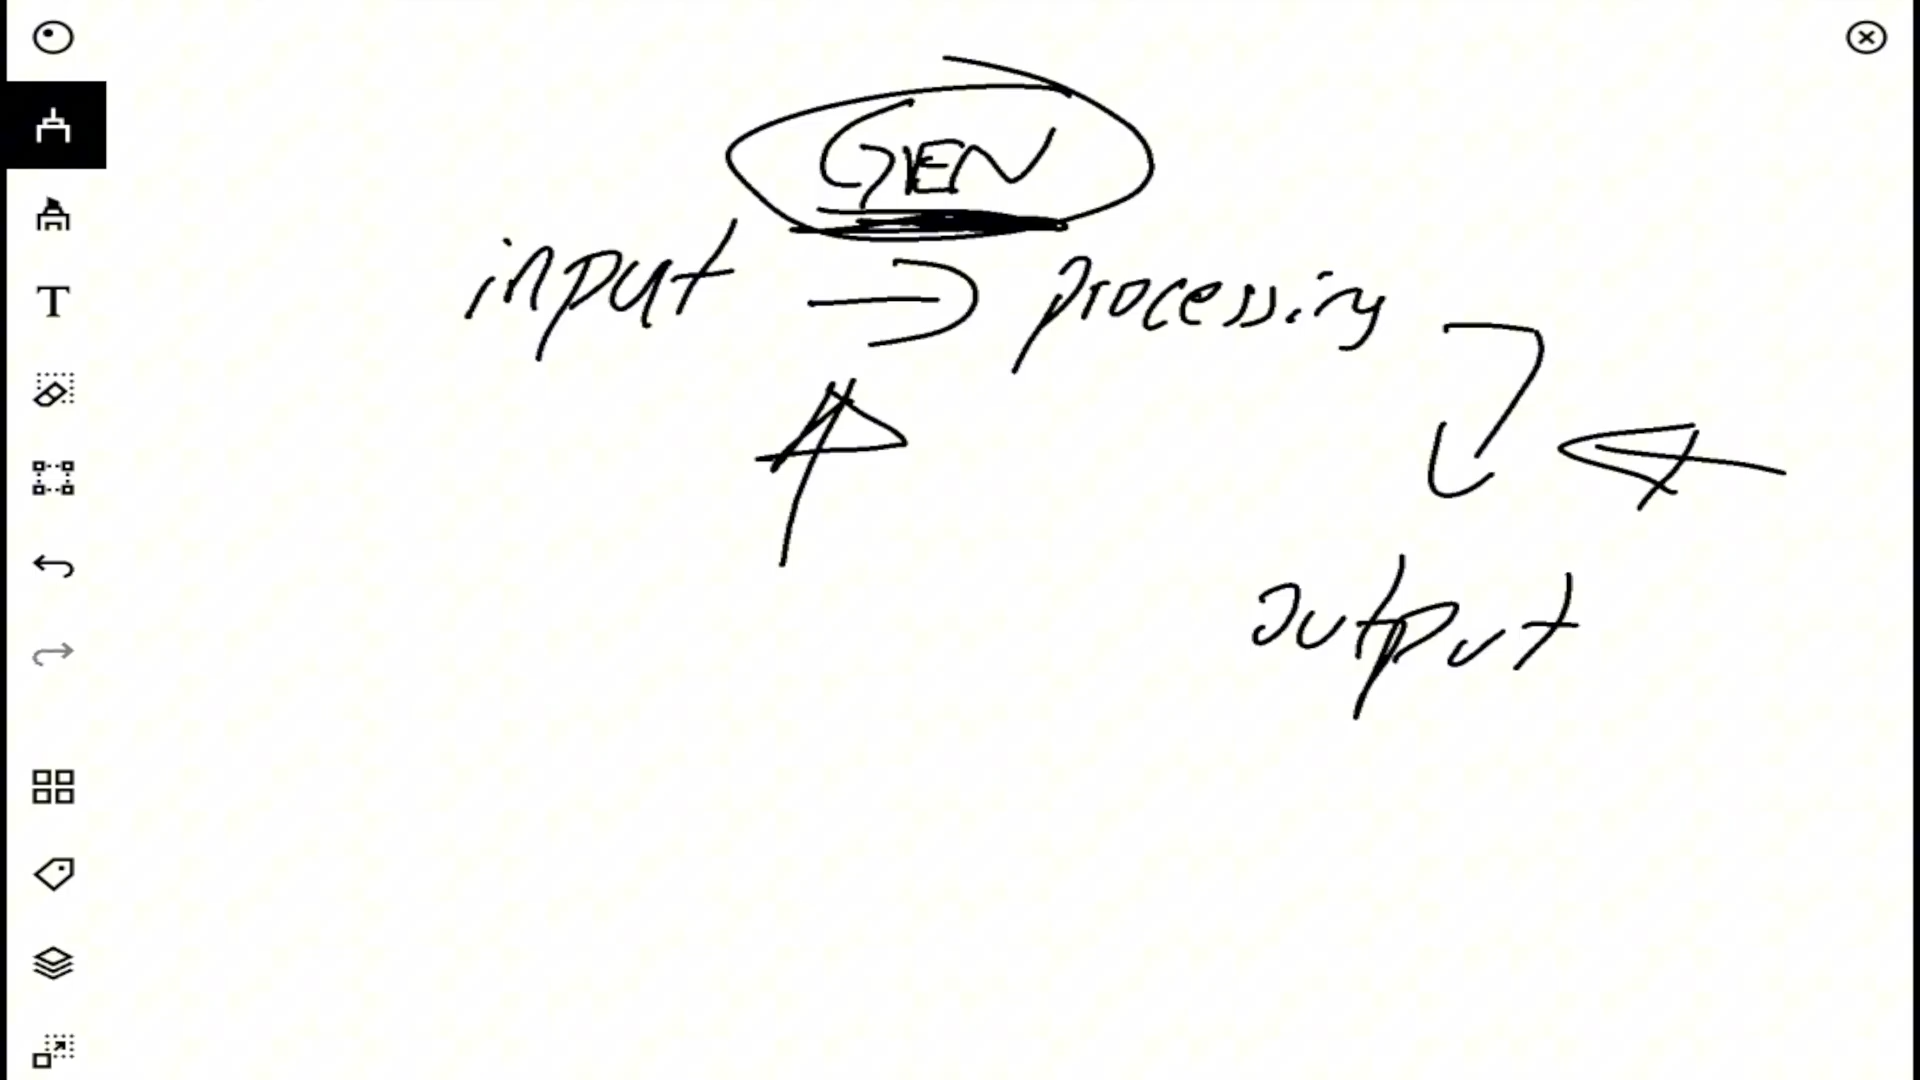 GEN
input → processing
output